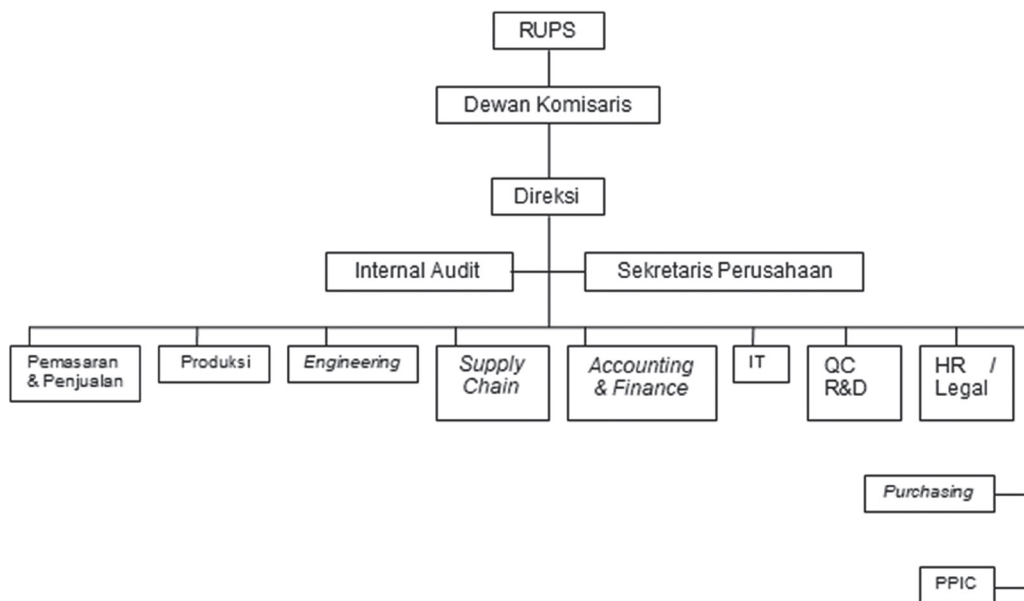 RUPS
Dewan Komisaris
Direksi
Internal Audit
Sekretaris Perusahaan
Pemasaran
& Penjualan
Produksi
Engineering
Supply
Chain
Accounting
& Finance
IT
QC
R&D
HR /
Legal
Purchasing
PPIC